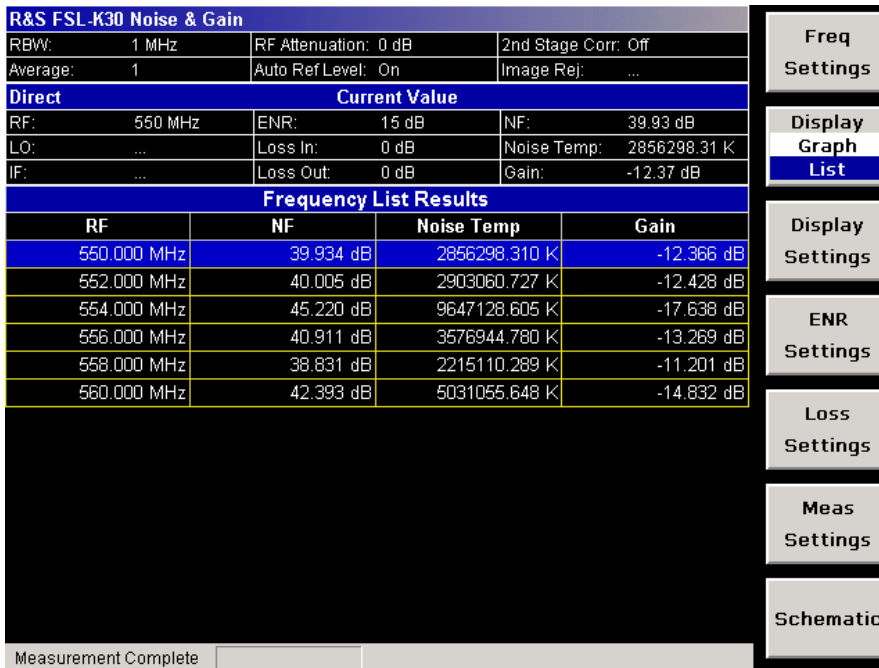 R&S FSL-K30 Noise & Gain
RBW: 1 MHz RF Attenuation: 0 dB 2nd Stage Corr: Off
Average: 1 Auto Ref Level: On Image Rej: ...
Direct Current Value
RF: 550 MHz ENR: 15 dB NF: 39.93 dB
LO: ... Loss In: 0 dB Noise Temp: 2856298.31 K
IF: ... Loss Out: 0 dB Gain: -12.37 dB
Frequency List Results
RF NF Noise Temp Gain
550.000 MHz 39.934 dB 2856298.310 K -12.366 dB
552.000 MHz 40.005 dB 2903060.727 K -12.428 dB
554.000 MHz 45.220 dB 9647128.605 K -17.638 dB
556.000 MHz 40.911 dB 3576944.780 K -13.269 dB
558.000 MHz 38.831 dB 2215110.289 K -11.201 dB
560.000 MHz 42.393 dB 5031055.648 K -14.832 dB
Measurement Complete
Freq
Settings
Display
Graph
List
Display
Settings
ENR
Settings
Loss
Settings
Meas
Settings
Schematic